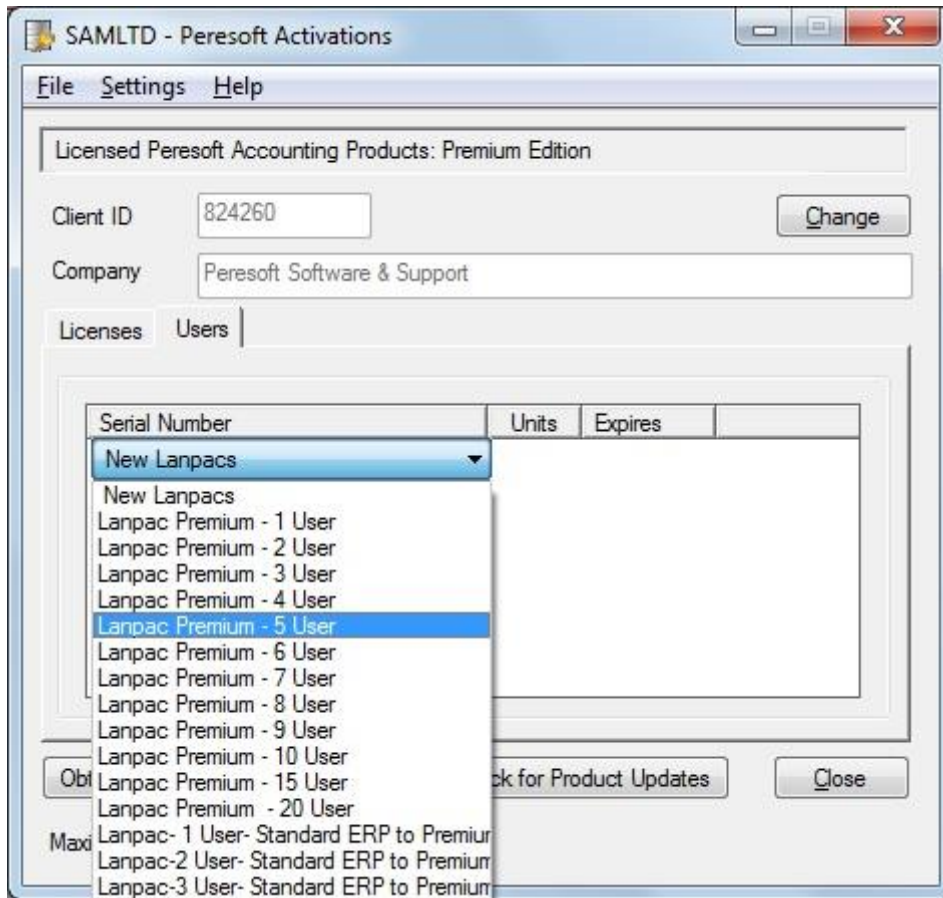 SAMLTD - Peresoft Activations
File Settings Help
Licensed Peresoft Accounting Products: Premium Edition
Client ID 824260 Change
Company Peresoft Software & Support
Licenses Users
Serial Number Units Expires
New Lanpacs
New Lanpacs
Lanpac Premium - 1 User
Lanpac Premium - 2 User
Lanpac Premium - 3 User
Lanpac Premium - 4 User
Lanpac Premium - 5 User
Lanpac Premium - 6 User
Lanpac Premium - 7 User
Lanpac Premium - 8 User
Lanpac Premium - 9 User
Lanpac Premium - 10 User
Lanpac Premium - 15 User
Lanpac Premium - 20 User
Lanpac- 1 User- Standard ERP to Premium
Lanpac-2 User- Standard ERP to Premium
Lanpac-3 User- Standard ERP to Premium
for Product Updates Close